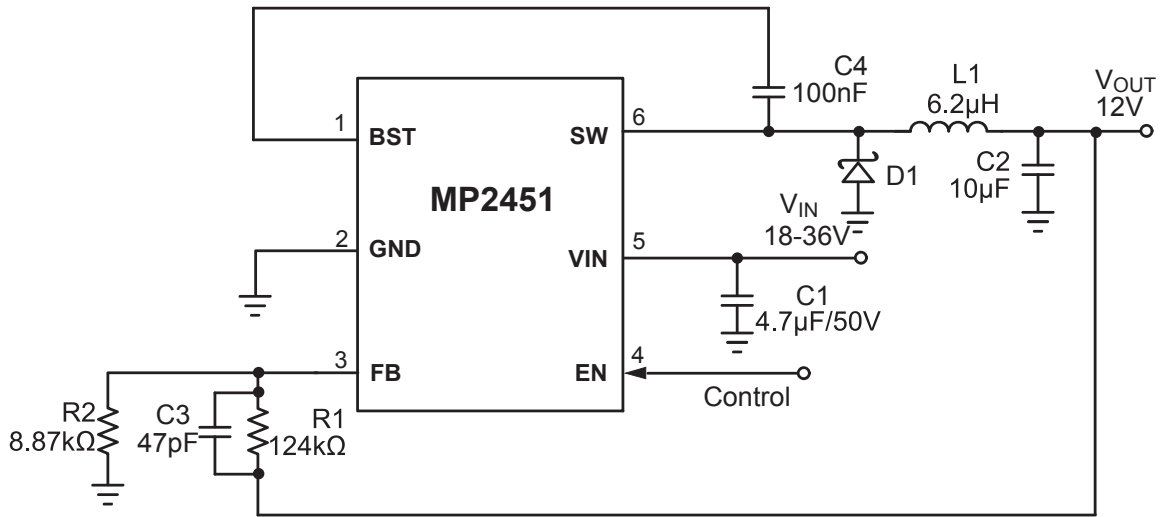 C4
100nF
L1
6.2µH
VOUT
12V
1
BST
SW
6
MP2451
D1
C2
10µF
VIN
18-36V
2
GND
VIN
5
C1
4.7µF/50V
3
FB
EN
4
Control
R2
8.87kΩ
C3
47pF
R1
124kΩ